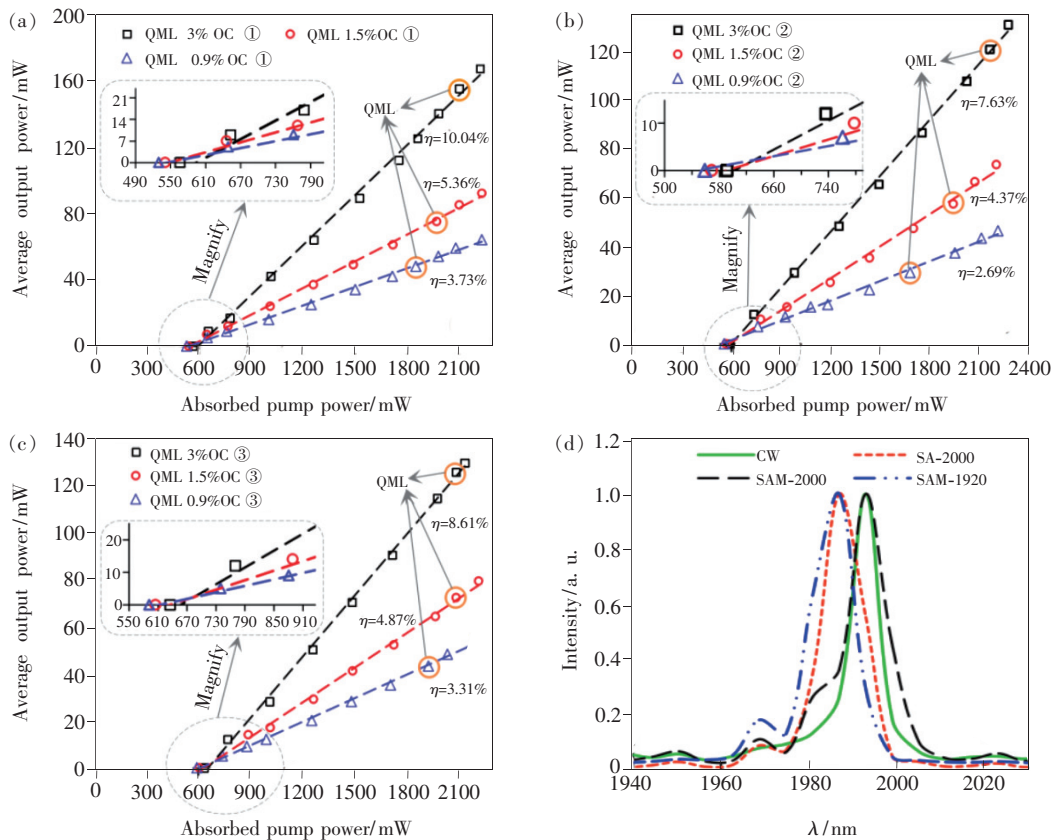 (a)
QML 3% OC ①
QML 1.5%OC ①
QML 0.9%OC ①
Average output power/mW
200
160
120
80
40
0
21
14
7
0
490 550 610 670 730 790
Magnify
QML
η=10.04%
η=5.36%
η=3.73%
0 300 600 900 1200 1500 1800 2100
Absorbed pump power/mW
(b)
QML 3%OC ②
QML 1.5%OC ②
QML 0.9%OC ②
Average output power/mW
120
100
80
60
40
20
0
10
0
500 580 660 740
Magnify
QML
η=7.63%
η=4.37%
η=2.69%
0 300 600 900 1200 1500 1800 2100 2400
Absorbed pump power/mW
(c)
QML 3%OC ③
QML 1.5%OC ③
QML 0.9%OC ③
Average output power/mW
140
120
100
80
60
40
20
0
20
10
0
550 610 670 730 790 850 910
Magnify
QML
η=8.61%
η=4.87%
η=3.31%
0 300 600 900 1200 1500 1800 2100
Absorbed pump power/mW
(d)
CW
SA-2000
SAM-2000
SAM-1920
Intensity/a. u.
1.2
1.0
0.8
0.6
0.4
0.2
0
1940 1960 1980 2000 2020
λ/nm